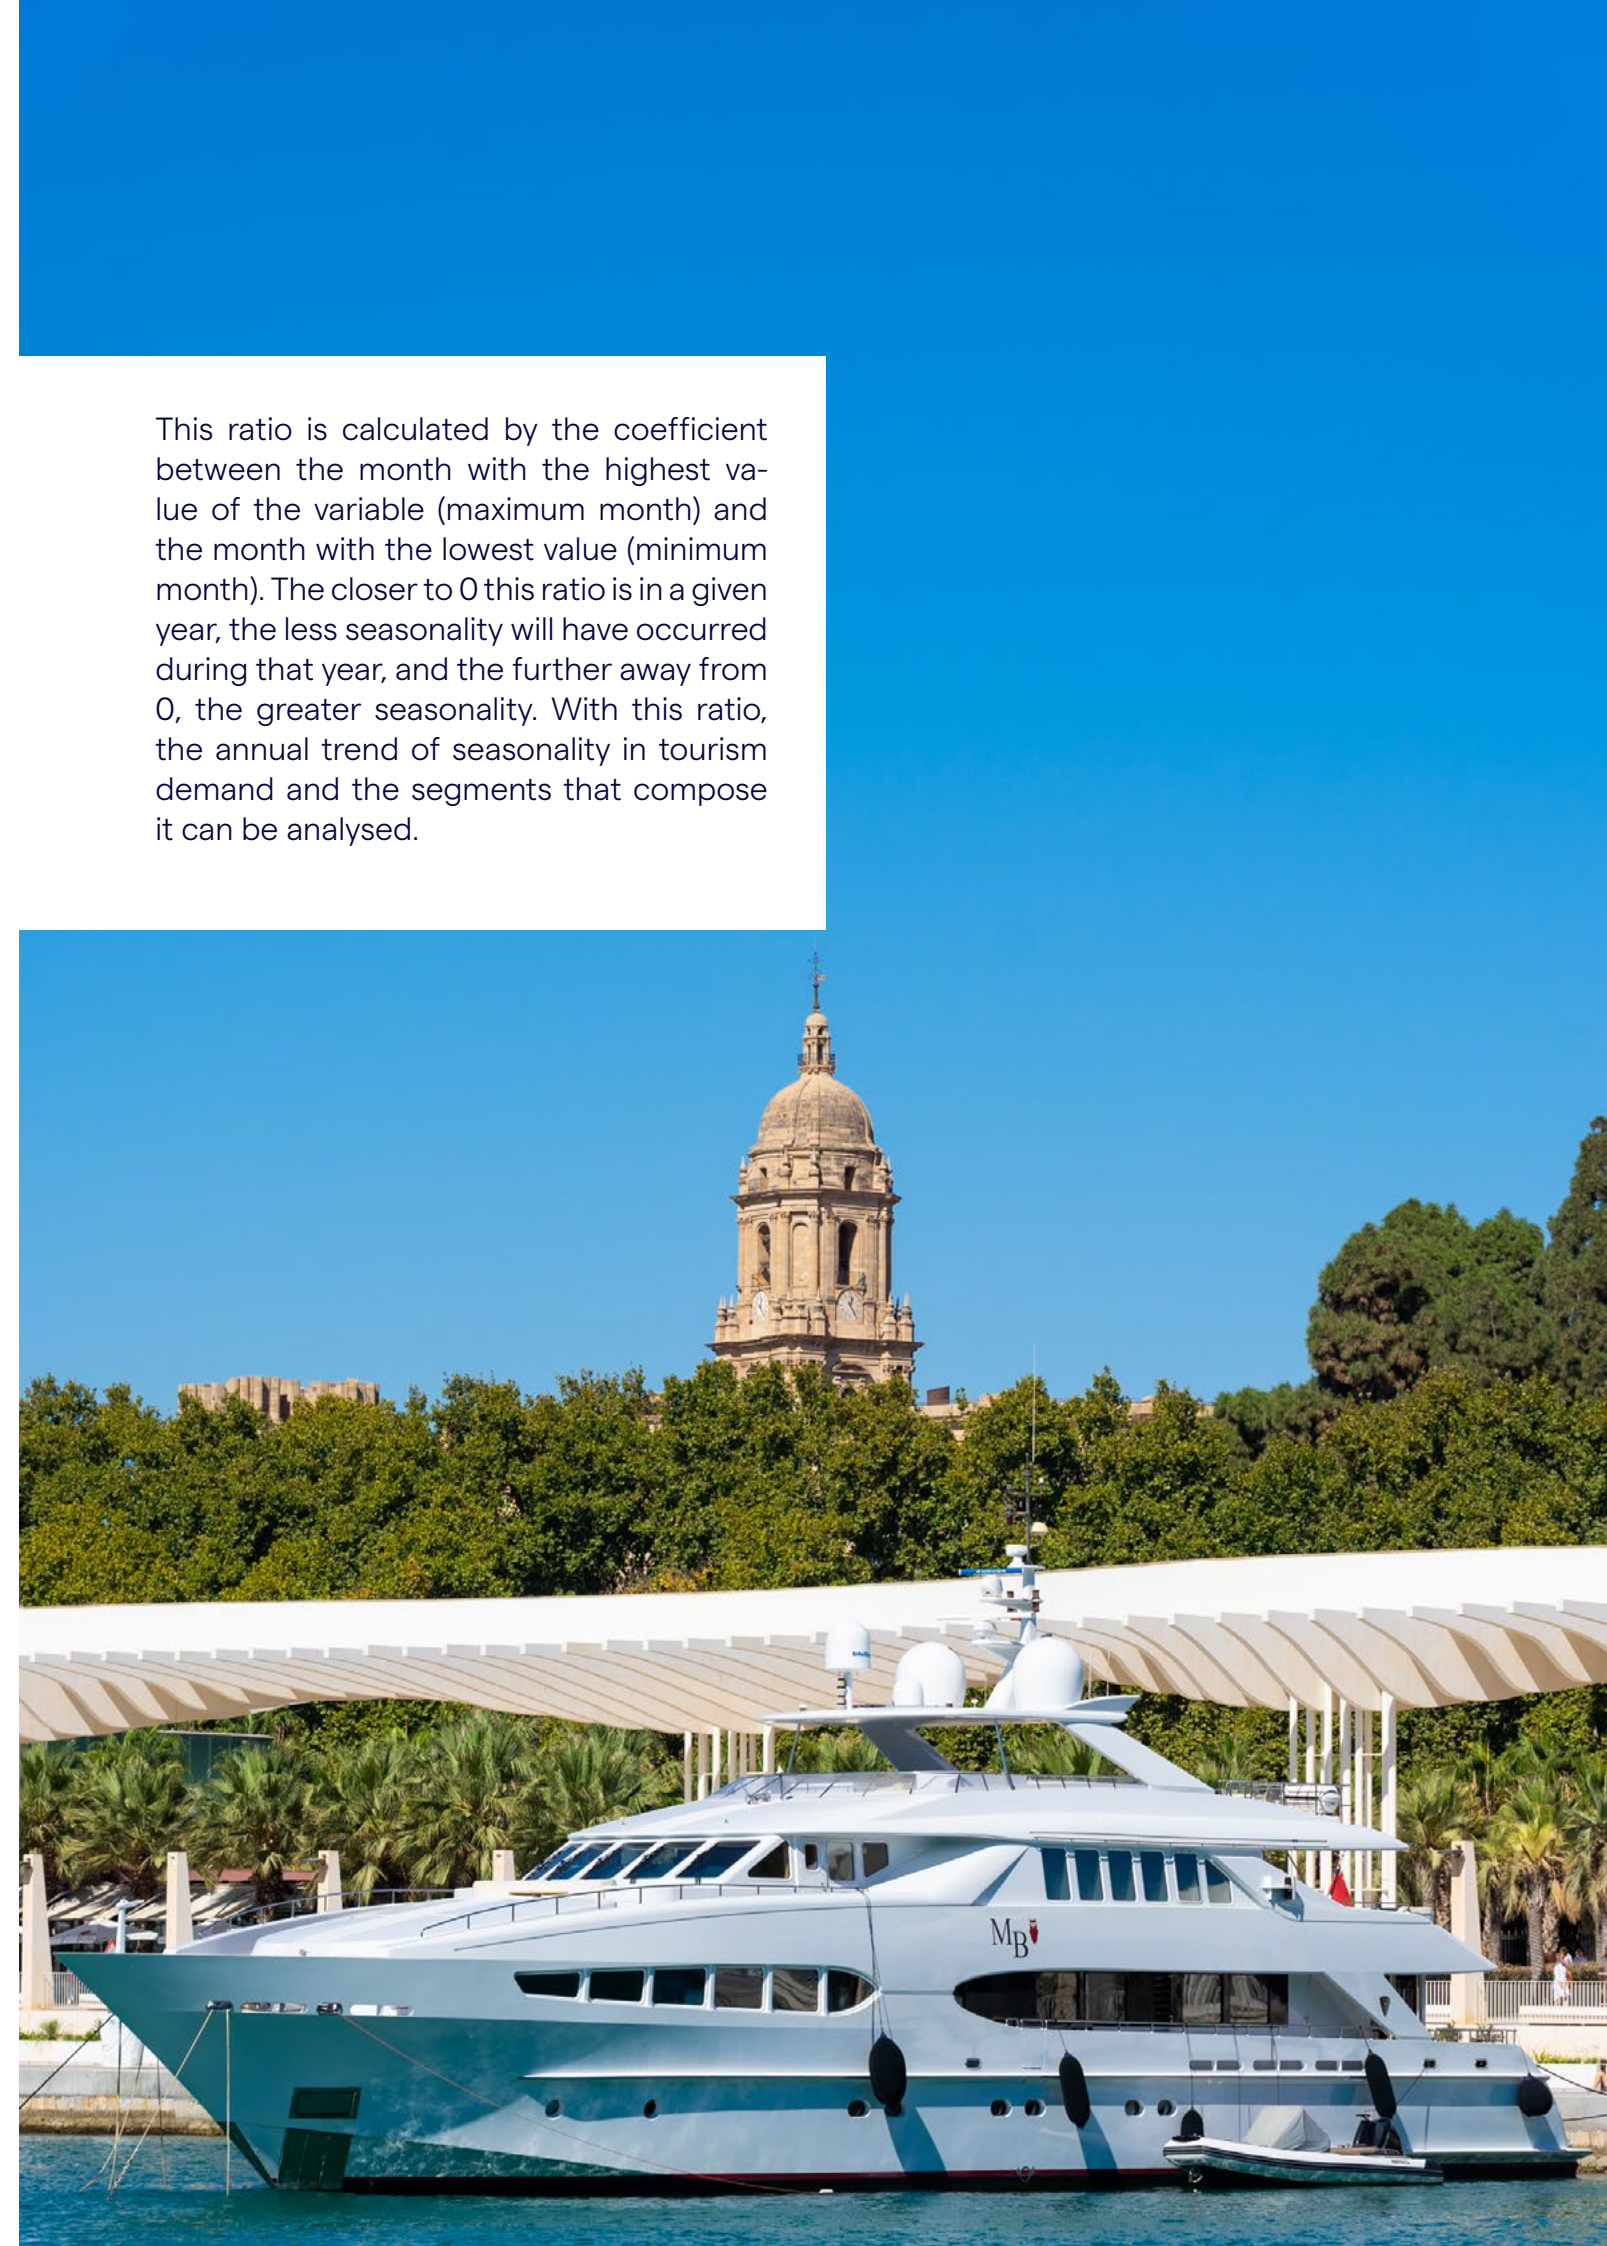 This ratio is calculated by the coefficient
between the month with the highest va-
lue of the variable (maximum month) and
the month with the lowest value (minimum
month). The closer to 0 this ratio is in a given
year, the less seasonality will have occurred
during that year, and the further away from
0, the greater seasonality. With this ratio,
the annual trend of seasonality in tourism
demand and the segments that compose
it can be analysed.
MB